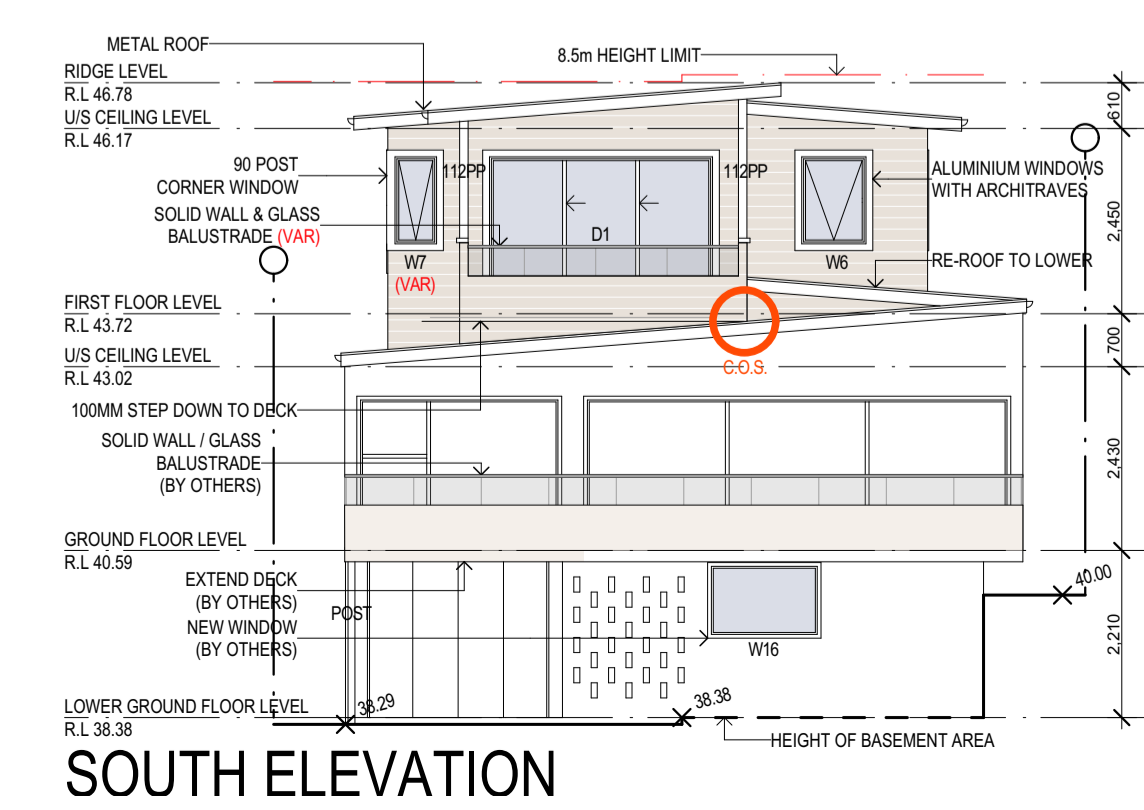 METAL ROOF
8.5m HEIGHT LIMIT
RIDGE LEVEL
R.L 46.78
U/S CEILING LEVEL
R.L 46.17
610
90 POST
CORNER WINDOW
112PP
112PP
ALUMINIUM WINDOWS
WITH ARCHITRAVES
SOLID WALL & GLASS
BALUSTRADE (VAR)
2,450
D1
W7
(VAR)
W6
RE-ROOF TO LOWER
FIRST FLOOR LEVEL
R.L 43.72
700
U/S CEILING LEVEL
R.L 43.02
C.O.S.
100MM STEP DOWN TO DECK
SOLID WALL / GLASS
BALUSTRADE
(BY OTHERS)
2,430
GROUND FLOOR LEVEL
R.L 40.59
EXTEND DECK
(BY OTHERS)
POST
40.00
NEW WINDOW
(BY OTHERS)
2,210
W16
LOWER GROUND FLOOR LEVEL
R.L 38.38
38.29
38.38
HEIGHT OF BASEMENT AREA
SOUTH ELEVATION